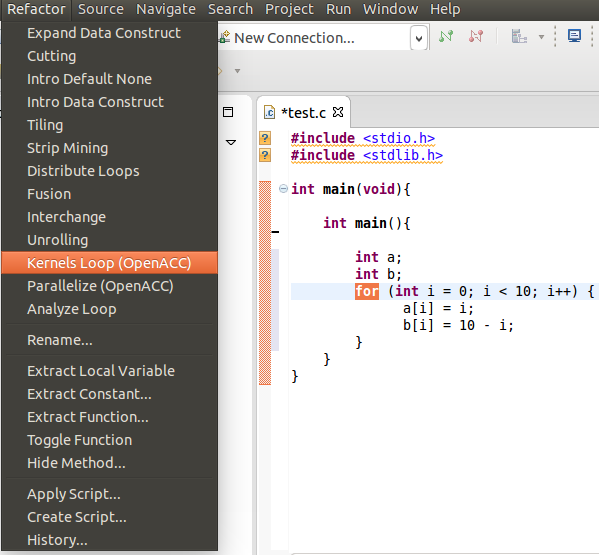 Refactor Source Navigate Search Project Run Window Help
Expand Data Construct
Cutting
Intro Default None
Intro Data Construct
Tiling
Strip Mining
Distribute Loops
Fusion
Interchange
Unrolling
Kernels Loop (OpenACC)
Parallelize (OpenACC)
Analyze Loop
Rename...
Extract Local Variable
Extract Constant...
Extract Function...
Toggle Function
Hide Method...
Apply Script...
Create Script...
History...
New Connection...
*test.c
#include <stdio.h>
#include <stdlib.h>
int main(void){
int main(){
int a;
int b;
for (int i = 0; i < 10; i++) {
a[i] = i;
b[i] = 10 - i;
}
}
}